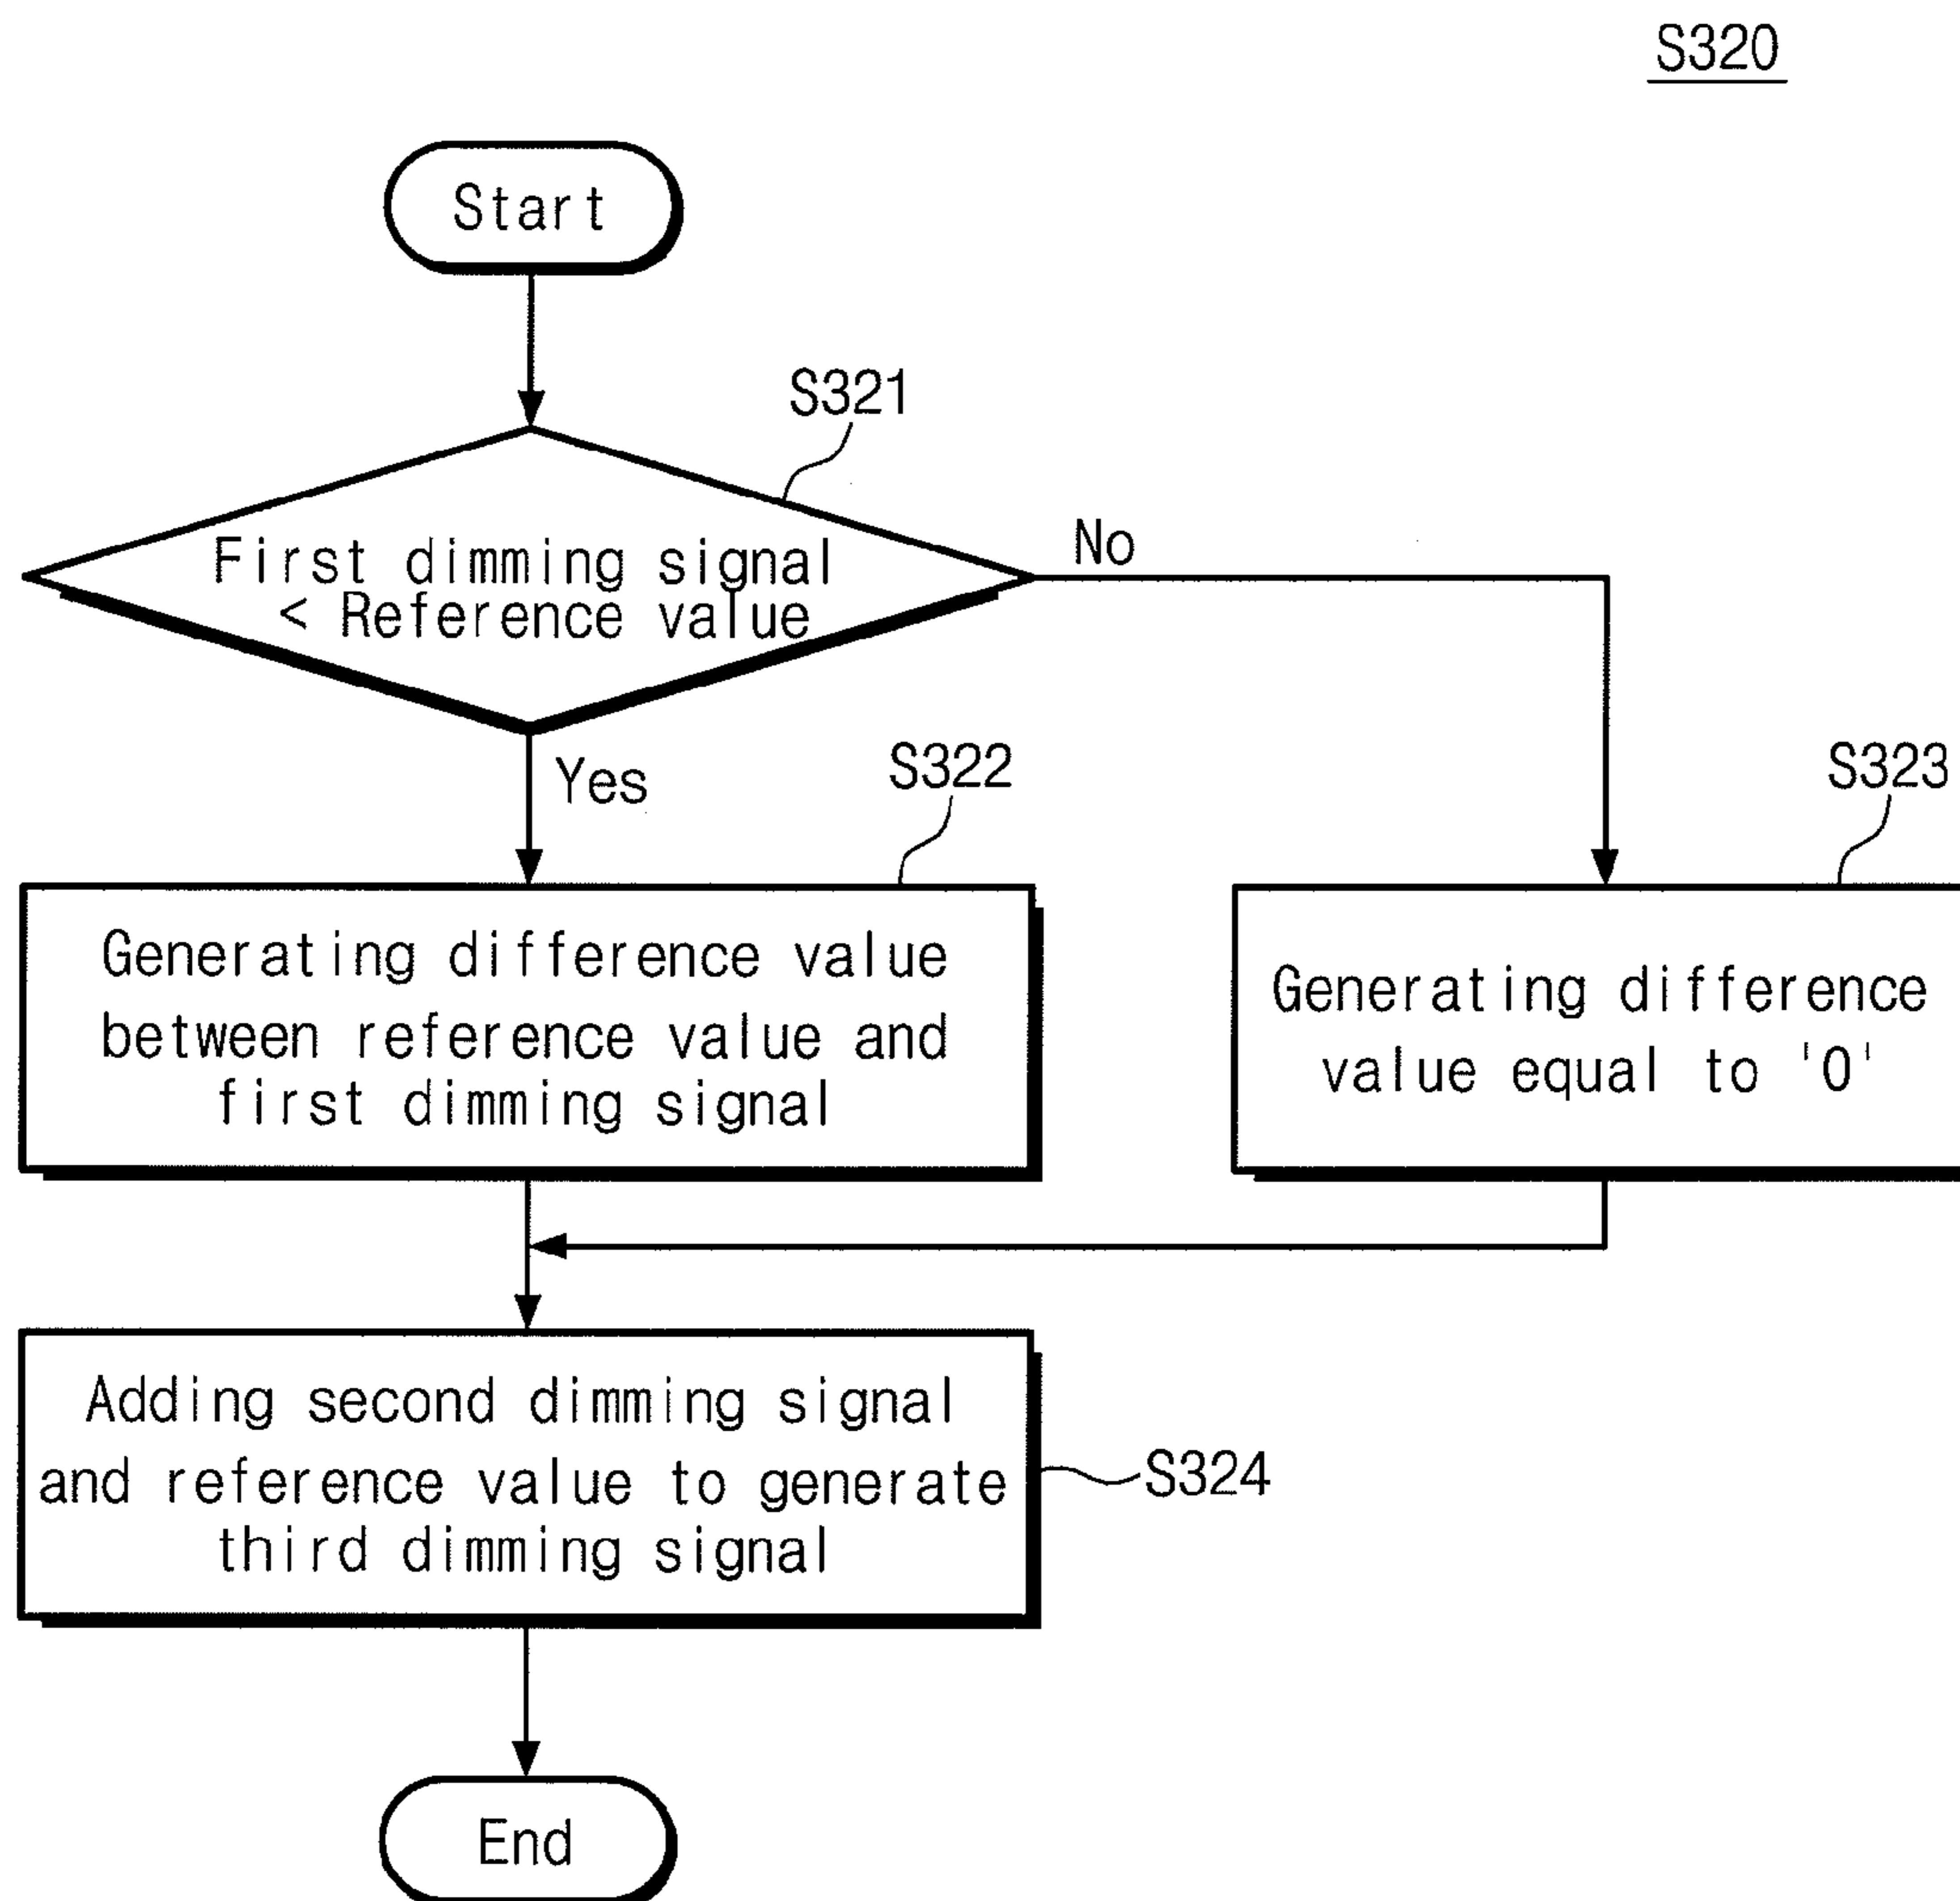 S320
Start
S321
First dimming signal
< Reference value
No
Yes
S322
S323
Generating difference value
between reference value and
first dimming signal
Generating difference
value equal to '0'
Adding second dimming signal
and reference value to generate
third dimming signal
S324
End